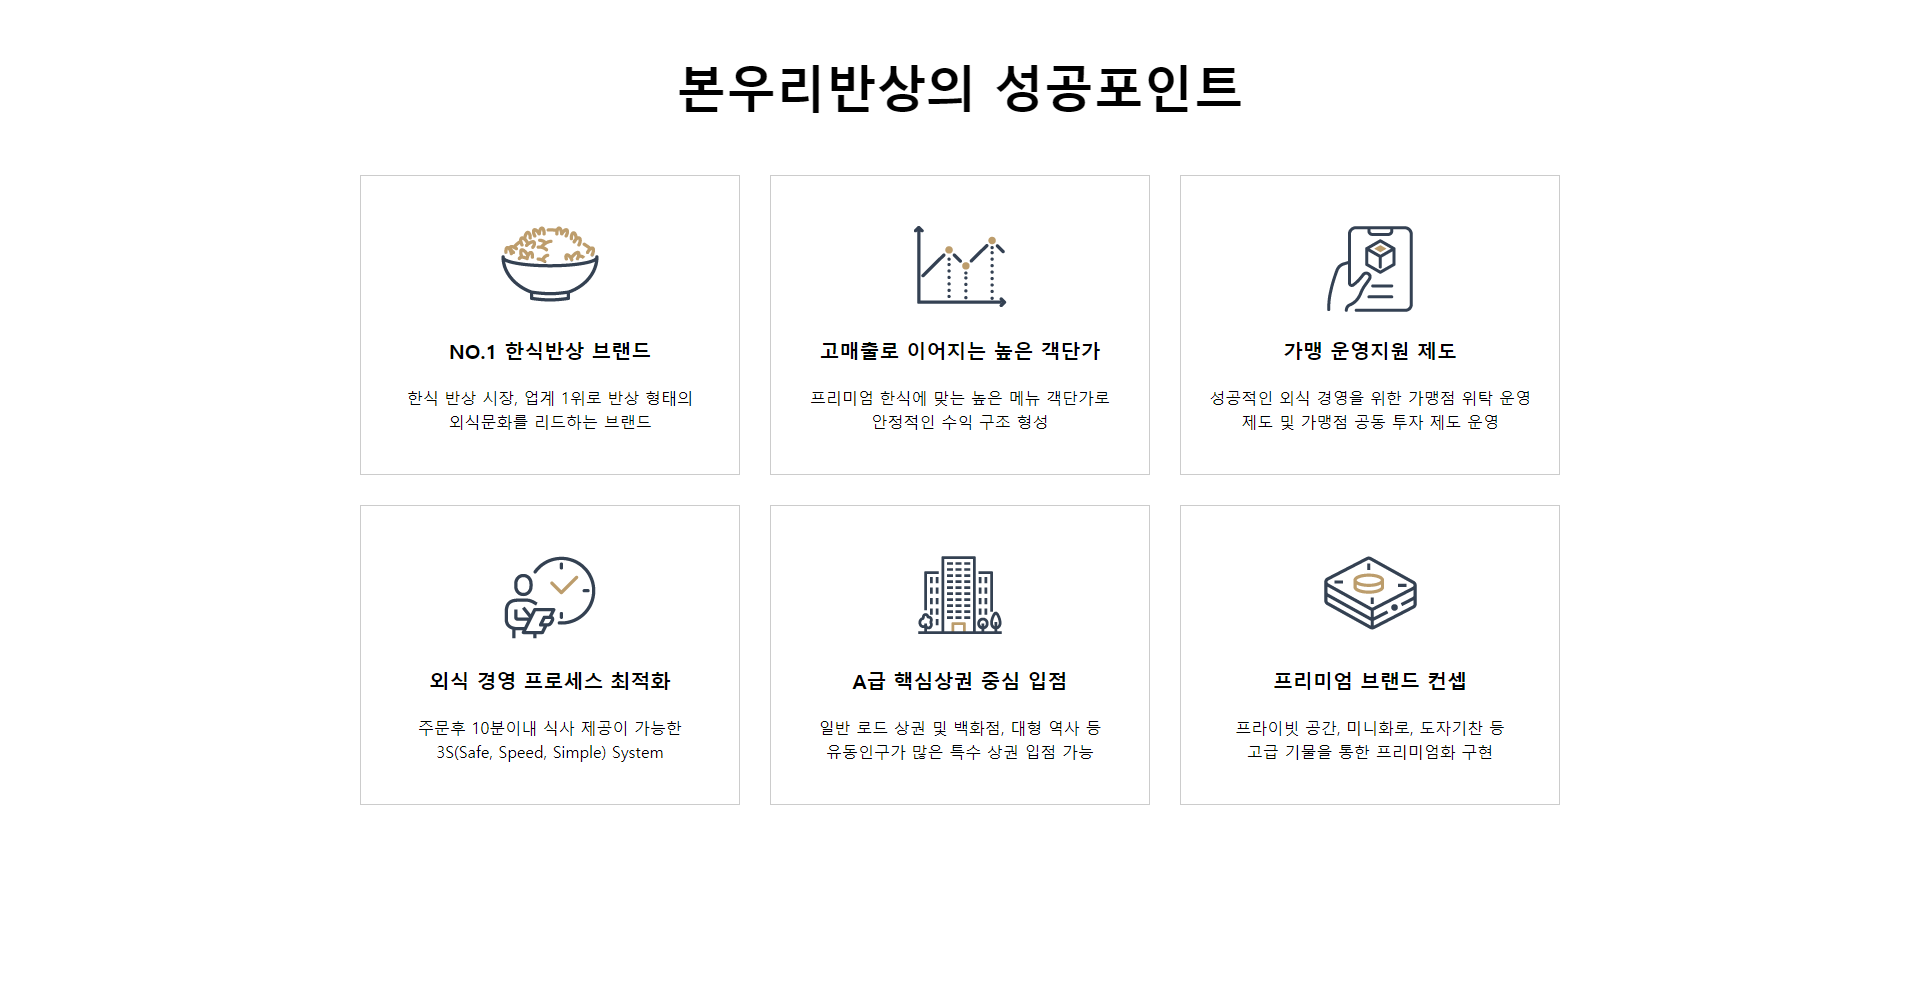 본우리반상의 성공포인트
NO.1 한식반상 브랜드
한식 반상 시장, 업계 1위로 반상 형태의
외식문화를 리드하는 브랜드
고매출로 이어지는 높은 객단가
프리미엄 한식에 맞는 높은 메뉴 객단가로
안정적인 수익 구조 형성
가맹 운영지원 제도
성공적인 외식 경영을 위한 가맹점 위탁 운영
제도 및 가맹점 공동 투자 제도 운영
외식 경영 프로세스 최적화
주문후 10분이내 식사 제공이 가능한
3S(Safe, Speed, Simple) System
A급 핵심상권 중심 입점
일반 로드 상권 및 백화점, 대형 역사 등
유동인구가 많은 특수 상권 입점 가능
프리미엄 브랜드 컨셉
프라이빗 공간, 미니화로, 도자기찬 등
고급 기물을 통한 프리미엄화 구현